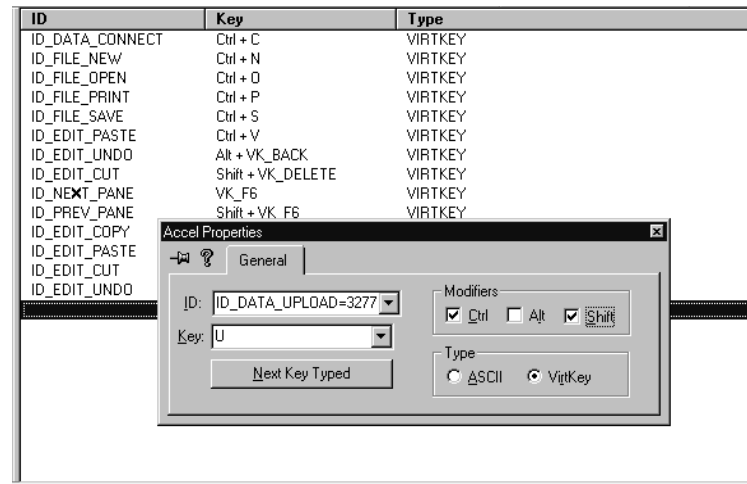 ID Key Type
ID_DATA_CONNECT Ctrl + C VIRTKEY
ID_FILE_NEW Ctrl + N VIRTKEY
ID_FILE_OPEN Ctrl + O VIRTKEY
ID_FILE_PRINT Ctrl + P VIRTKEY
ID_FILE_SAVE Ctrl + S VIRTKEY
ID_EDIT_PASTE Ctrl + V VIRTKEY
ID_EDIT_UNDO Alt + VK_BACK VIRTKEY
ID_EDIT_CUT Shift + VK_DELETE VIRTKEY
ID_NEXT_PANE VK_F6 VIRTKEY
ID_PREV_PANE Shift + VK_F6 VIRTKEY
ID_EDIT_COPY
ID_EDIT_PASTE
ID_EDIT_CUT
ID_EDIT_UNDO
Accel Properties
General
ID: ID_DATA_UPLOAD=3277
Key: U
Next Key Typed
Modifiers
Ctrl Alt Shift
Type
ASCII VirtKey